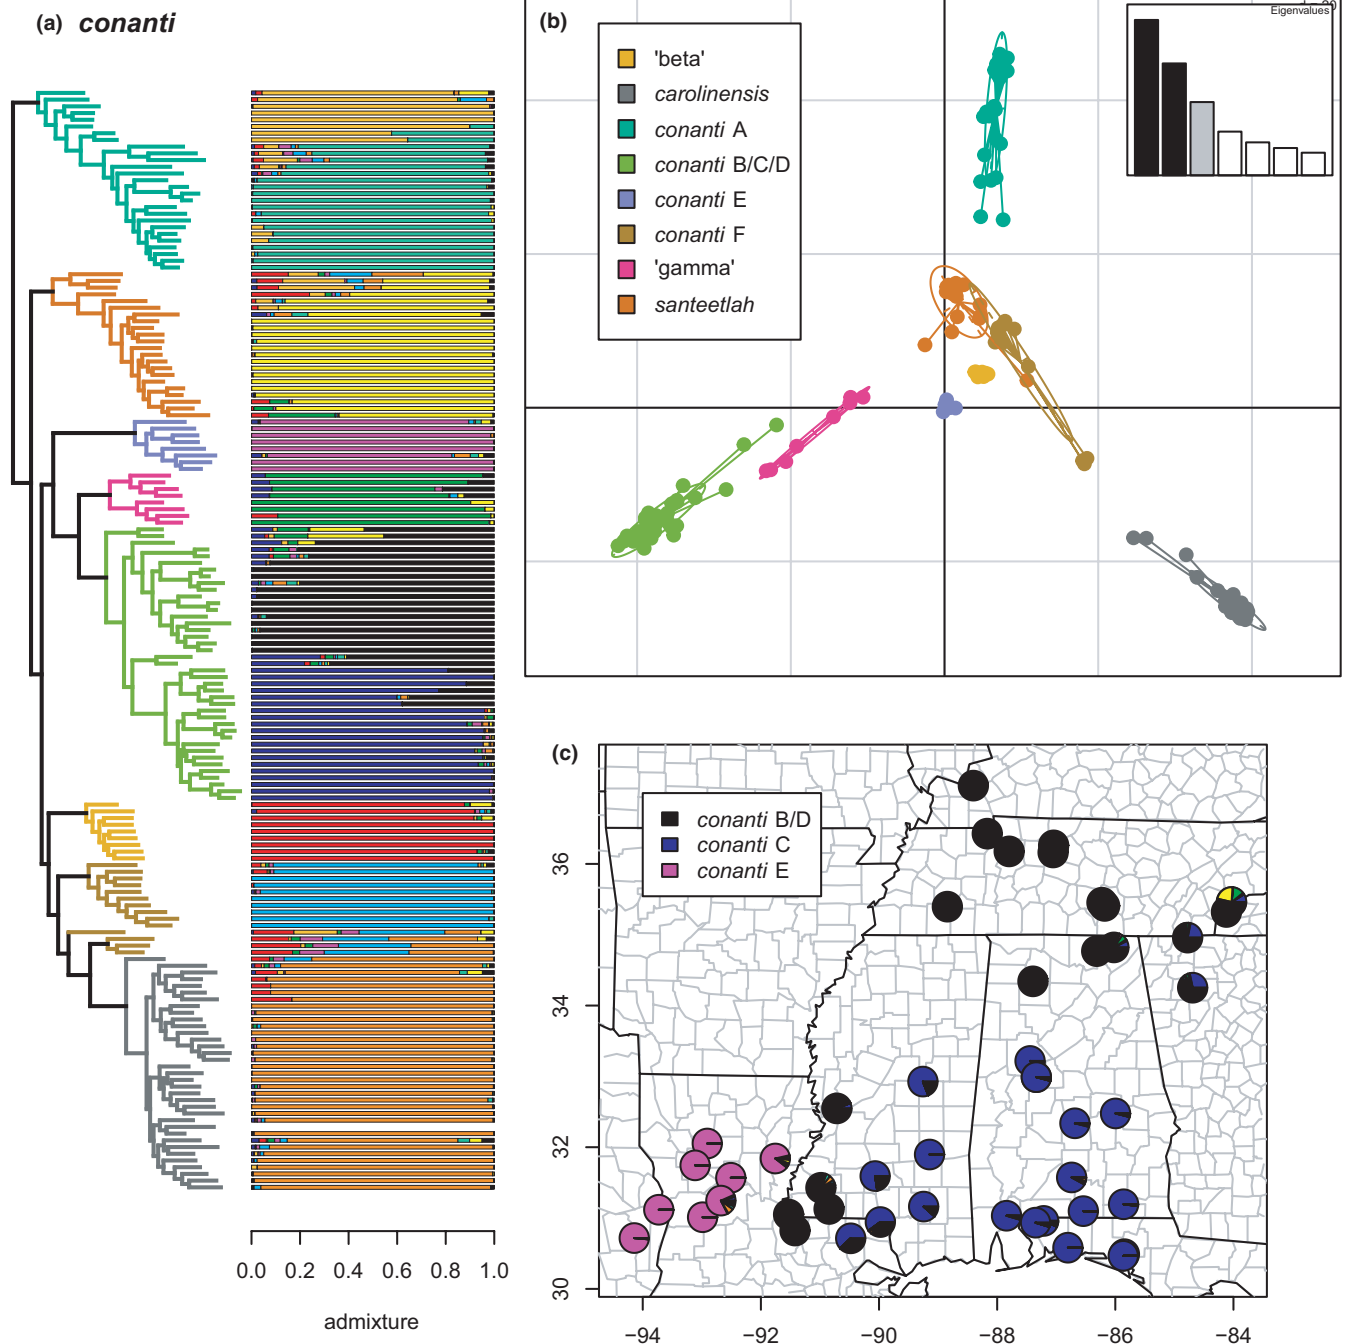 (a) conanti
0.0 0.2 0.4 0.6 0.8 1.0
admixture
(b)
'beta'
carolinensis
conanti A
conanti B/C/D
conanti E
conanti F
'gamma'
santeetlah
Eigenvalues
(c)
conanti B/D
conanti C
conanti E
36
34
32
30
−94 −92 −90 −88 −86 −84